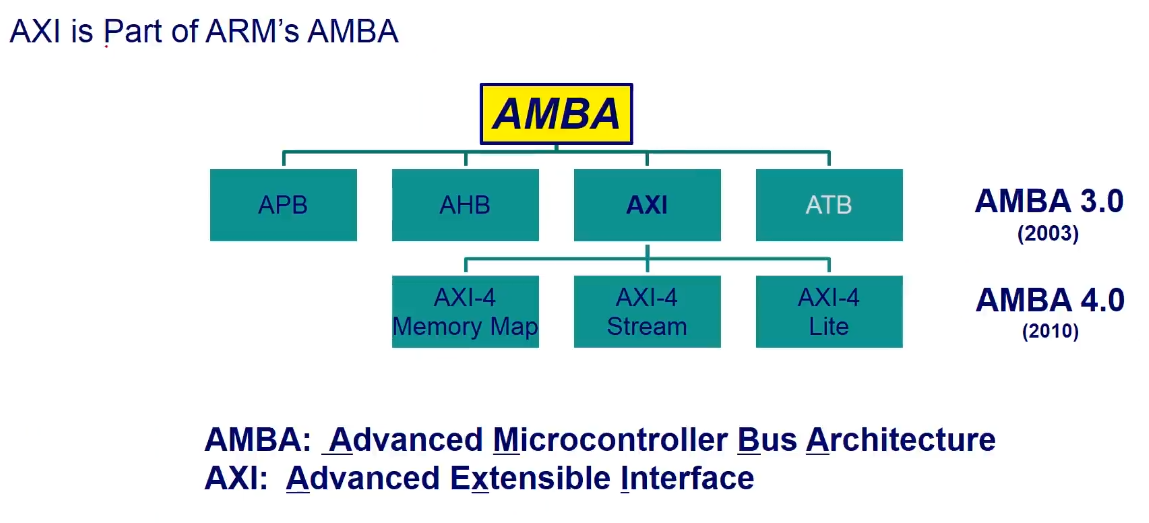 AXI is Part of ARM's AMBA
AMBA
APB
AHB
AXI
ATB
AMBA 3.0
(2003)
AXI-4
Memory Map
AXI-4
Stream
AXI-4
Lite
AMBA 4.0
(2010)
AMBA: Advanced Microcontroller Bus Architecture
AXI: Advanced Extensible Interface